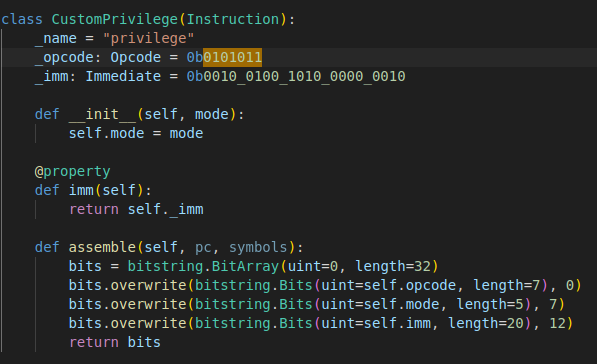 class CustomPrivilege(Instruction):
    _name = "privilege"
    _opcode: Opcode = 0b0101011
    _imm: Immediate = 0b0010_0100_1010_0000_0010

    def __init__(self, mode):
        self.mode = mode

    @property
    def imm(self):
        return self._imm

    def assemble(self, pc, symbols):
        bits = bitstring.BitArray(uint=0, length=32)
        bits.overwrite(bitstring.Bits(uint=self.opcode, length=7), 0)
        bits.overwrite(bitstring.Bits(uint=self.mode, length=5), 7)
        bits.overwrite(bitstring.Bits(uint=self.imm, length=20), 12)
        return bits